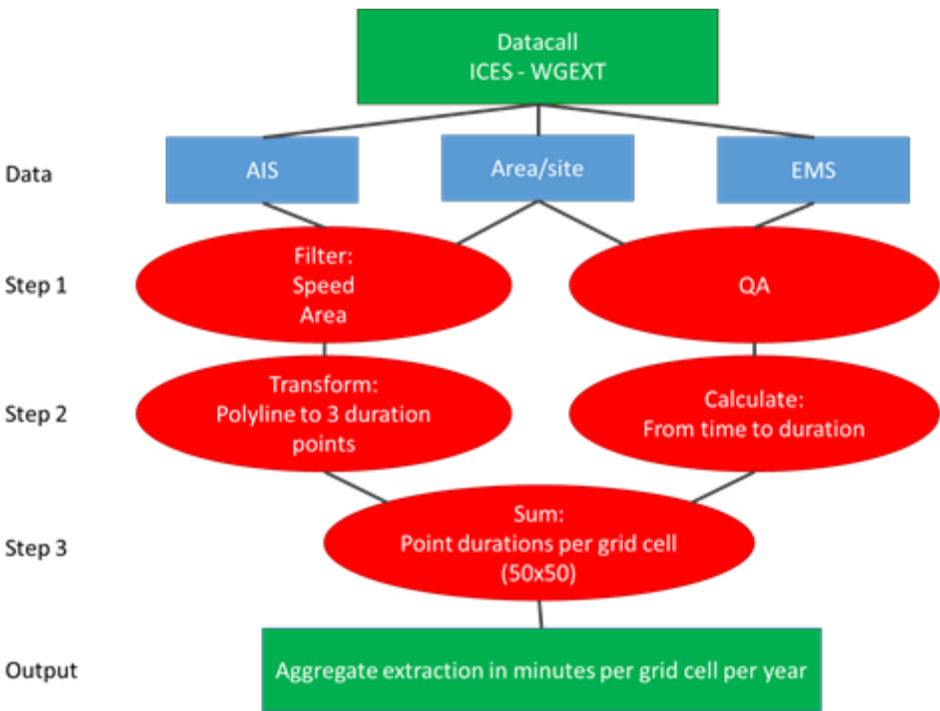 Datacall
ICES - WGEXT
Data
AIS
Area/site
EMS
Step 1
Filter:
Speed
Area
QA
Step 2
Transform:
Polyline to 3 duration
points
Calculate:
From time to duration
Step 3
Sum:
Point durations per grid cell
(50x50)
Output
Aggregate extraction in minutes per grid cell per year